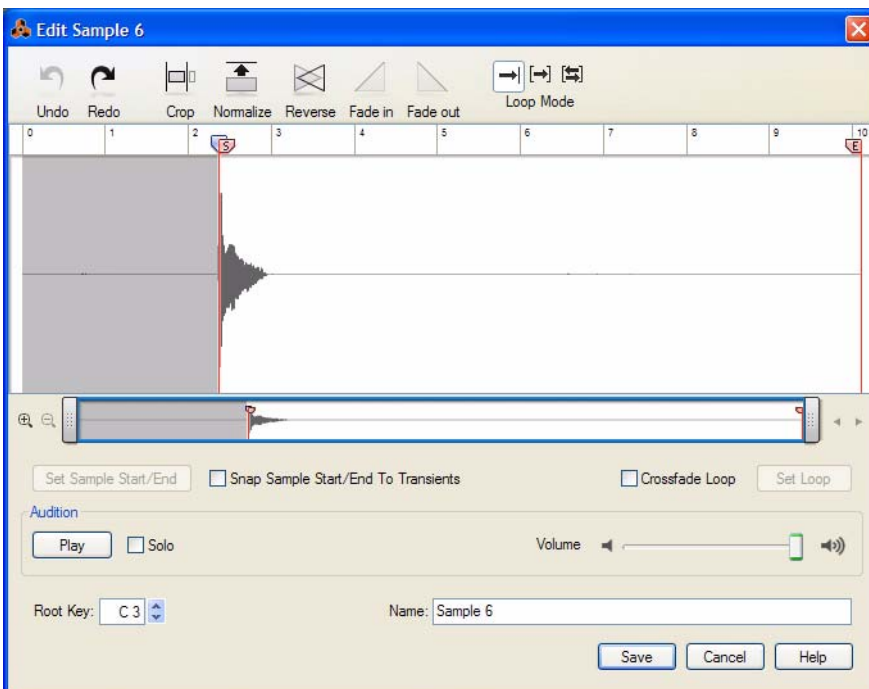 Edit Sample 6
Undo Redo Crop Normalize Reverse Fade in Fade out Loop Mode
0 1 2 3 4 5 6 7 8 9 10
S E
Set Sample Start/End Snap Sample Start/End To Transients Crossfade Loop Set Loop
Audition
Play Solo Volume
Root Key: C 3 Name: Sample 6
Save Cancel Help